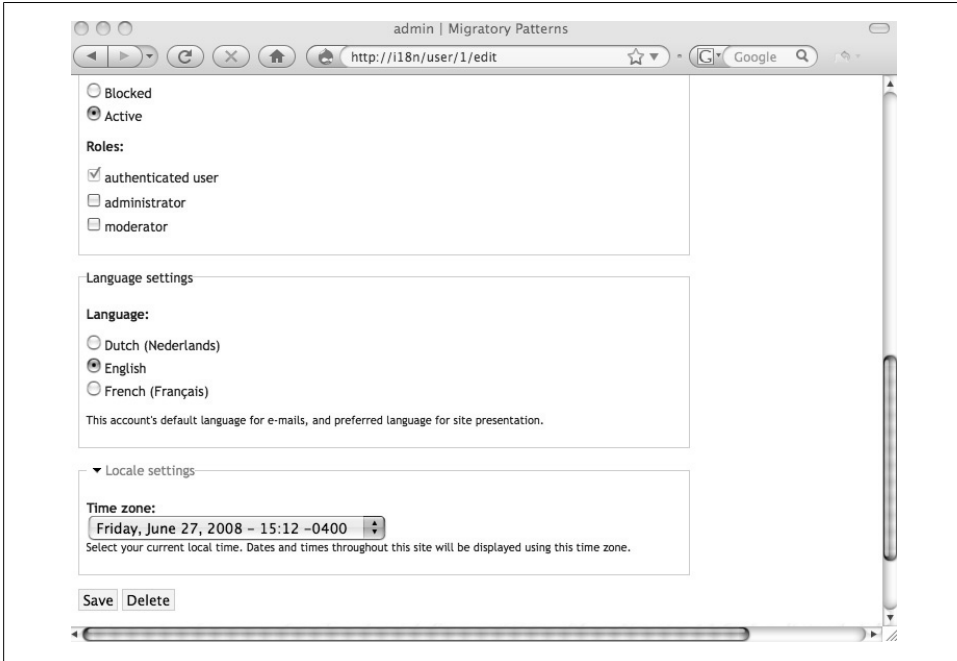 admin | Migratory Patterns
http://i18n/user/1/edit
Google
Blocked
Active
Roles:
authenticated user
administrator
moderator
Language settings
Language:
Dutch (Nederlands)
English
French (Français)
This account's default language for e-mails, and preferred language for site presentation.
Locale settings
Time zone:
Friday, June 27, 2008 – 15:12 –0400
Select your current local time. Dates and times throughout this site will be displayed using this time zone.
Save Delete